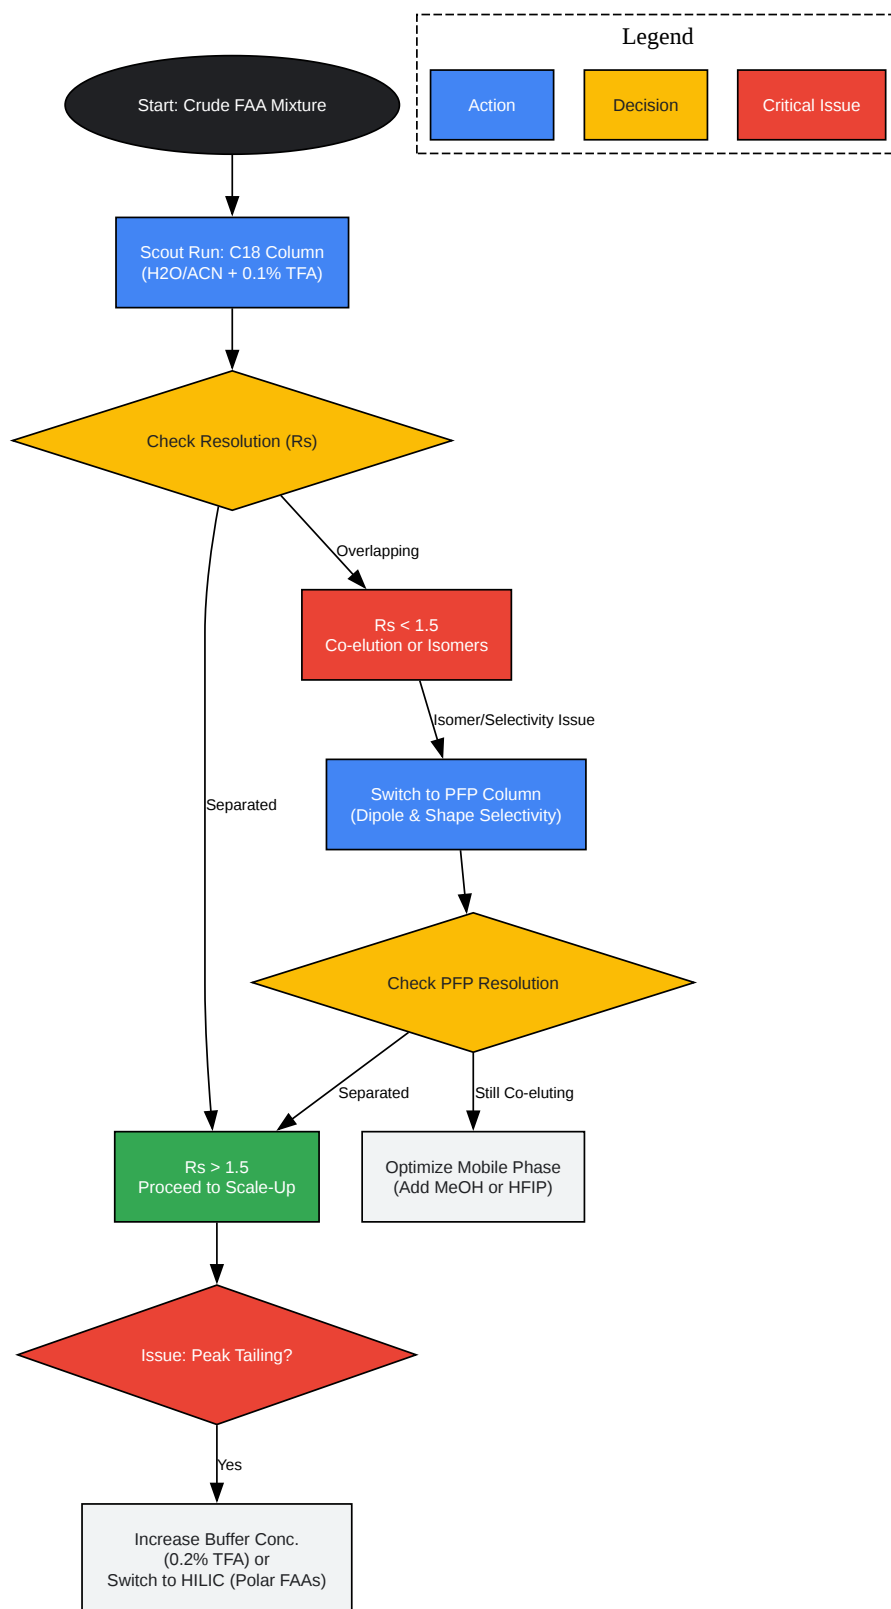 Legend
Action
Decision
Critical Issue
Start: Crude FAA Mixture
Scout Run: C18 Column
(H2O/ACN + 0.1% TFA)
Check Resolution (Rs)
Overlapping
Rs < 1.5
Co-elution or Isomers
Isomer/Selectivity Issue
Switch to PFP Column
(Dipole & Shape Selectivity)
Separated
Check PFP Resolution
Separated
Still Co-eluting
Rs > 1.5
Proceed to Scale-Up
Optimize Mobile Phase
(Add MeOH or HFIP)
Issue: Peak Tailing?
Yes
Increase Buffer Conc.
(0.2% TFA) or
Switch to HILIC (Polar FAAs)